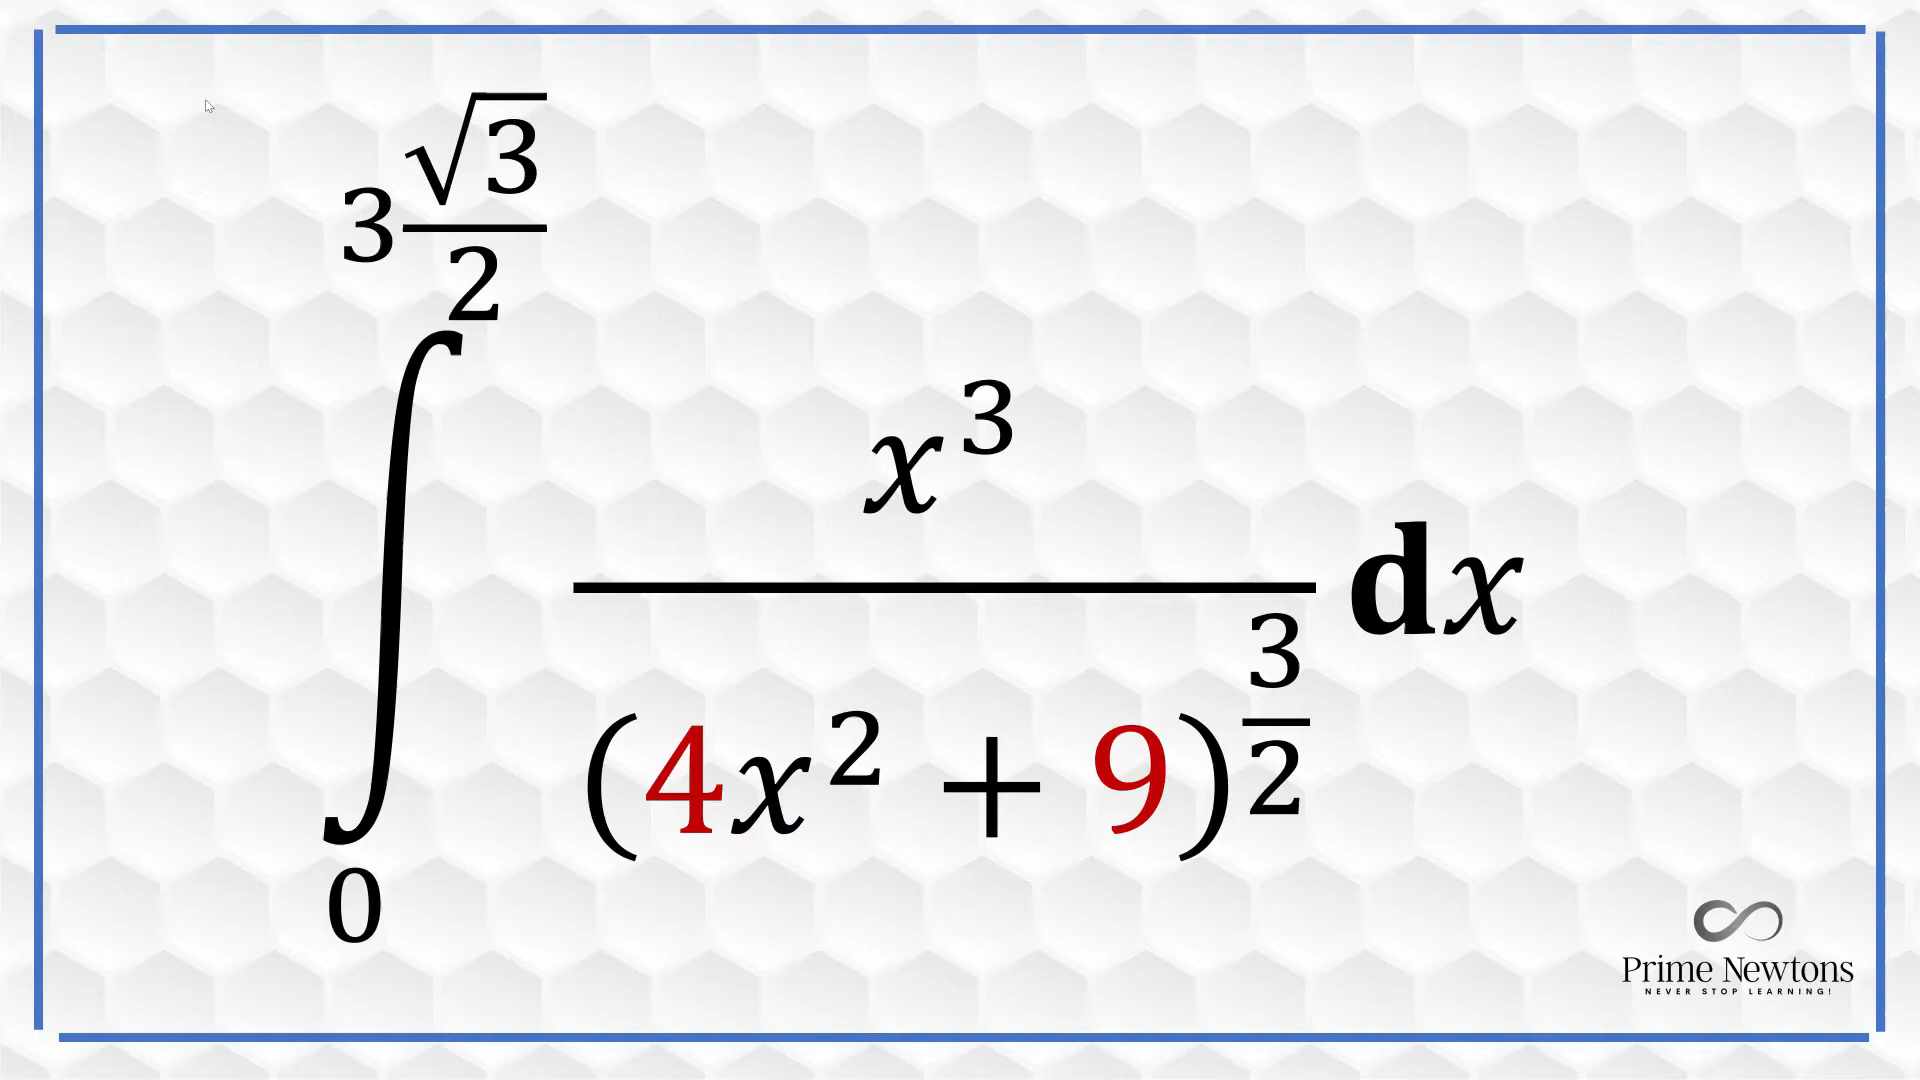 ∫₀^{3√3/2} x³ / (4x² + 9)^{3/2} dx
Prime Newtons
NEVER STOP LEARNING!